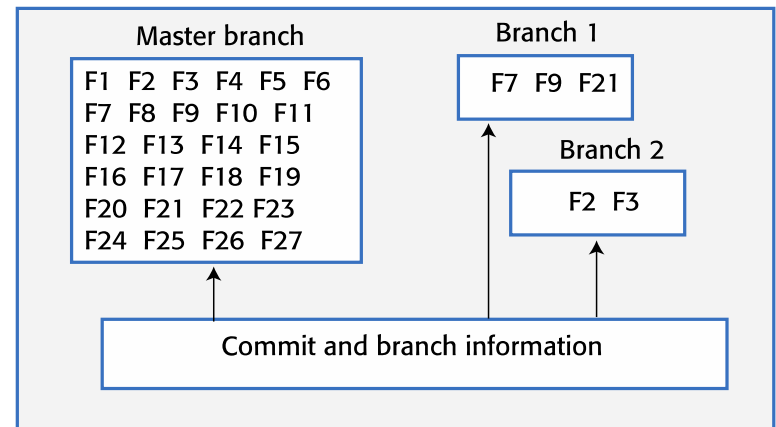 Master branch
F1 F2 F3 F4 F5 F6
F7 F8 F9 F10 F11
F12 F13 F14 F15
F16 F17 F18 F19
F20 F21 F22 F23
F24 F25 F26 F27
Branch 1
F7 F9 F21
Branch 2
F2 F3
Commit and branch information